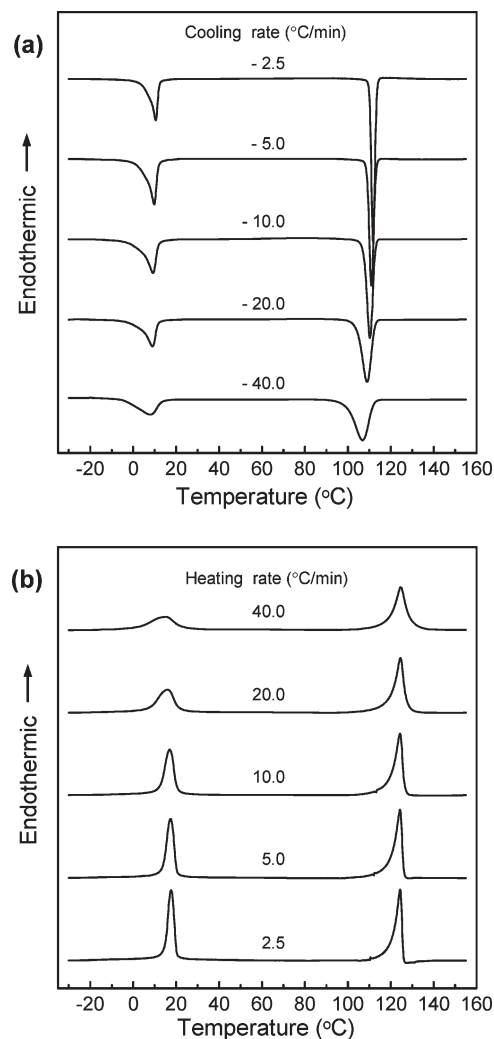 (a)
Cooling rate (°C/min)
- 2.5
- 5.0
- 10.0
- 20.0
- 40.0
Endothermic
-20 0 20 40 60 80 100 120 140 160
Temperature (°C)
(b)
Heating rate (°C/min)
40.0
20.0
10.0
5.0
2.5
Endothermic
-20 0 20 40 60 80 100 120 140 160
Temperature (°C)